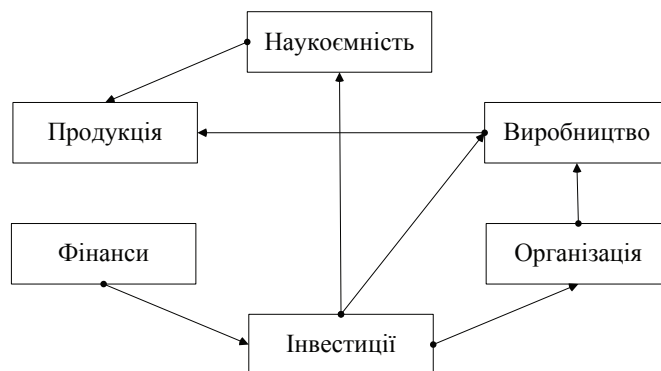 Наукоємність
Продукція
Виробництво
Фінанси
Організація
Інвестиції